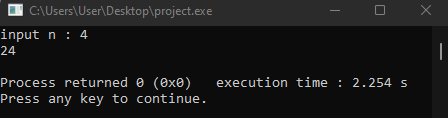 C:\Users\User\Desktop\project.exe
input n : 4
24
Process returned 0 (0x0)   execution time : 2.254 s
Press any key to continue.